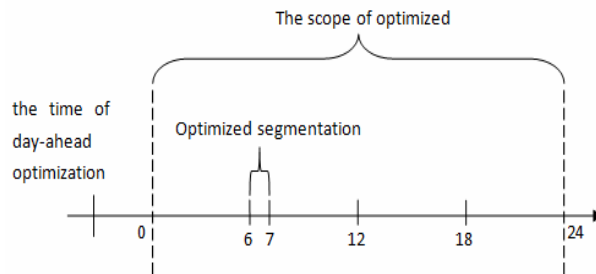 The scope of optimized
the time of
day-ahead
optimization
Optimized segmentation
0 6 7 12 18 24